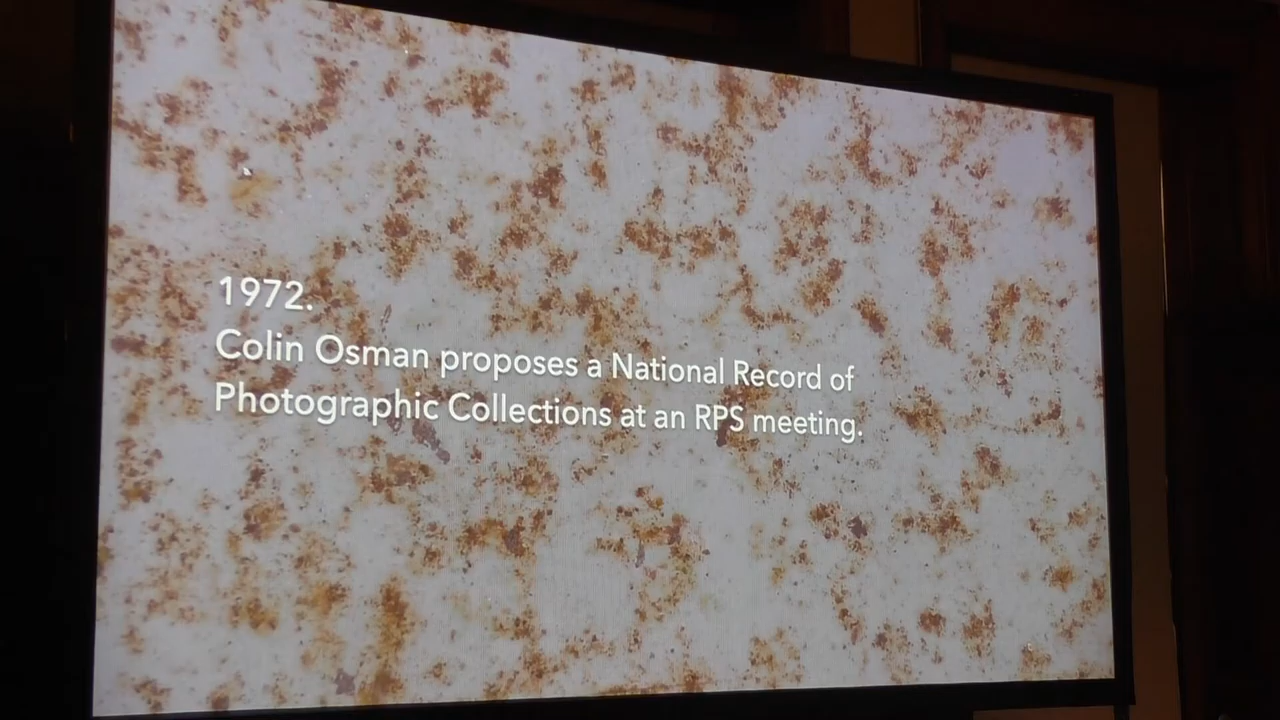 1972.
Colin Osman proposes a National Record of
Photographic Collections at an RPS meeting.